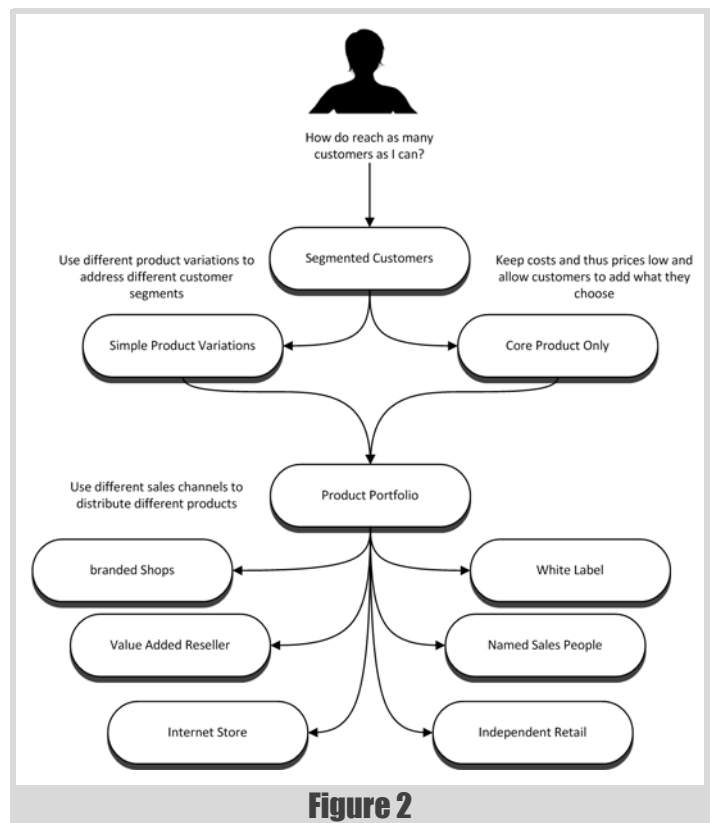 How do reach as many
customers as I can?
Segmented Customers
Use different product variations to
address different customer
segments
Keep costs and thus prices low and
allow customers to add what they
choose
Simple Product Variations
Core Product Only
Product Portfolio
Use different sales channels to
distribute different products
branded Shops
White Label
Value Added Reseller
Named Sales People
Internet Store
Independent Retail
Figure 2